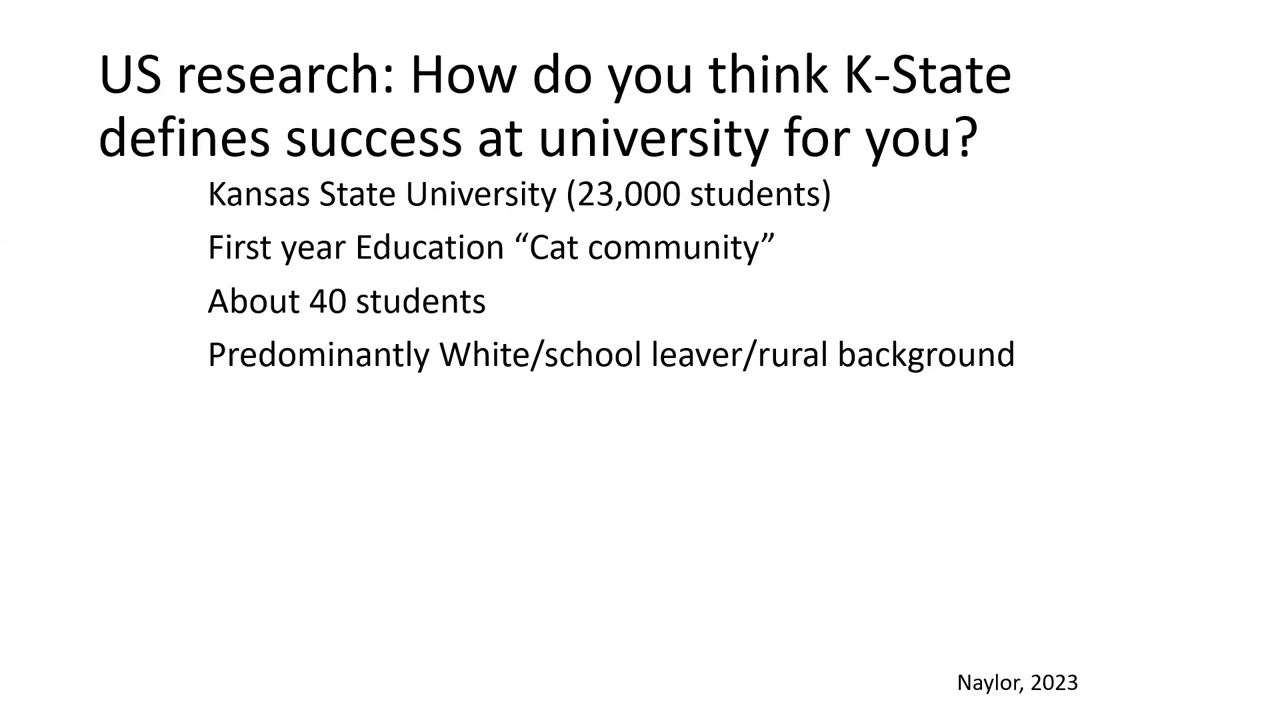 US research: How do you think K-State
defines success at university for you?
Kansas State University (23,000 students)
First year Education “Cat community”
About 40 students
Predominantly White/school leaver/rural background
Naylor, 2023